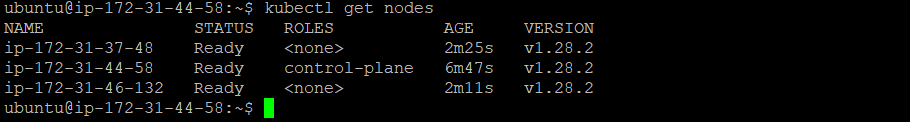 ubuntu@ip-172-31-44-58:~$ kubectl get nodes
NAME STATUS ROLES AGE VERSION
ip-172-31-37-48 Ready <none> 2m25s v1.28.2
ip-172-31-44-58 Ready control-plane 6m47s v1.28.2
ip-172-31-46-132 Ready <none> 2m11s v1.28.2
ubuntu@ip-172-31-44-58:~$